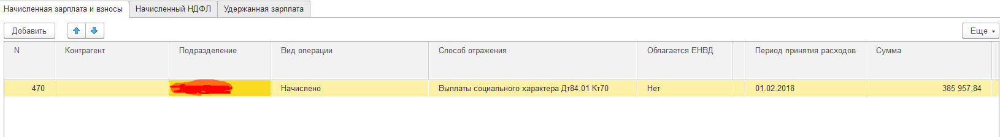 Начисленная зарплата и взносы Начисленный НДФЛ Удержанная зарплата
Добавить Еще
N Контрагент Подразделение Вид операции Способ отражения Облагается ЕНВД Период принятия расходов Сумма
470 Начислено Выплаты социального характера Дт84.01 Кт70 Нет 01.02.2018 385 957,84